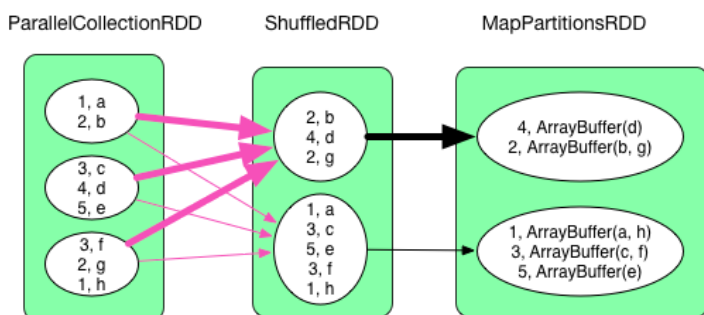 ParallelCollectionRDD
ShuffledRDD
MapPartitionsRDD
1, a
2, b
3, c
4, d
5, e
3, f
2, g
1, h
2, b
4, d
2, g
1, a
3, c
5, e
3, f
1, h
4, ArrayBuffer(d)
2, ArrayBuffer(b, g)
1, ArrayBuffer(a, h)
3, ArrayBuffer(c, f)
5, ArrayBuffer(e)